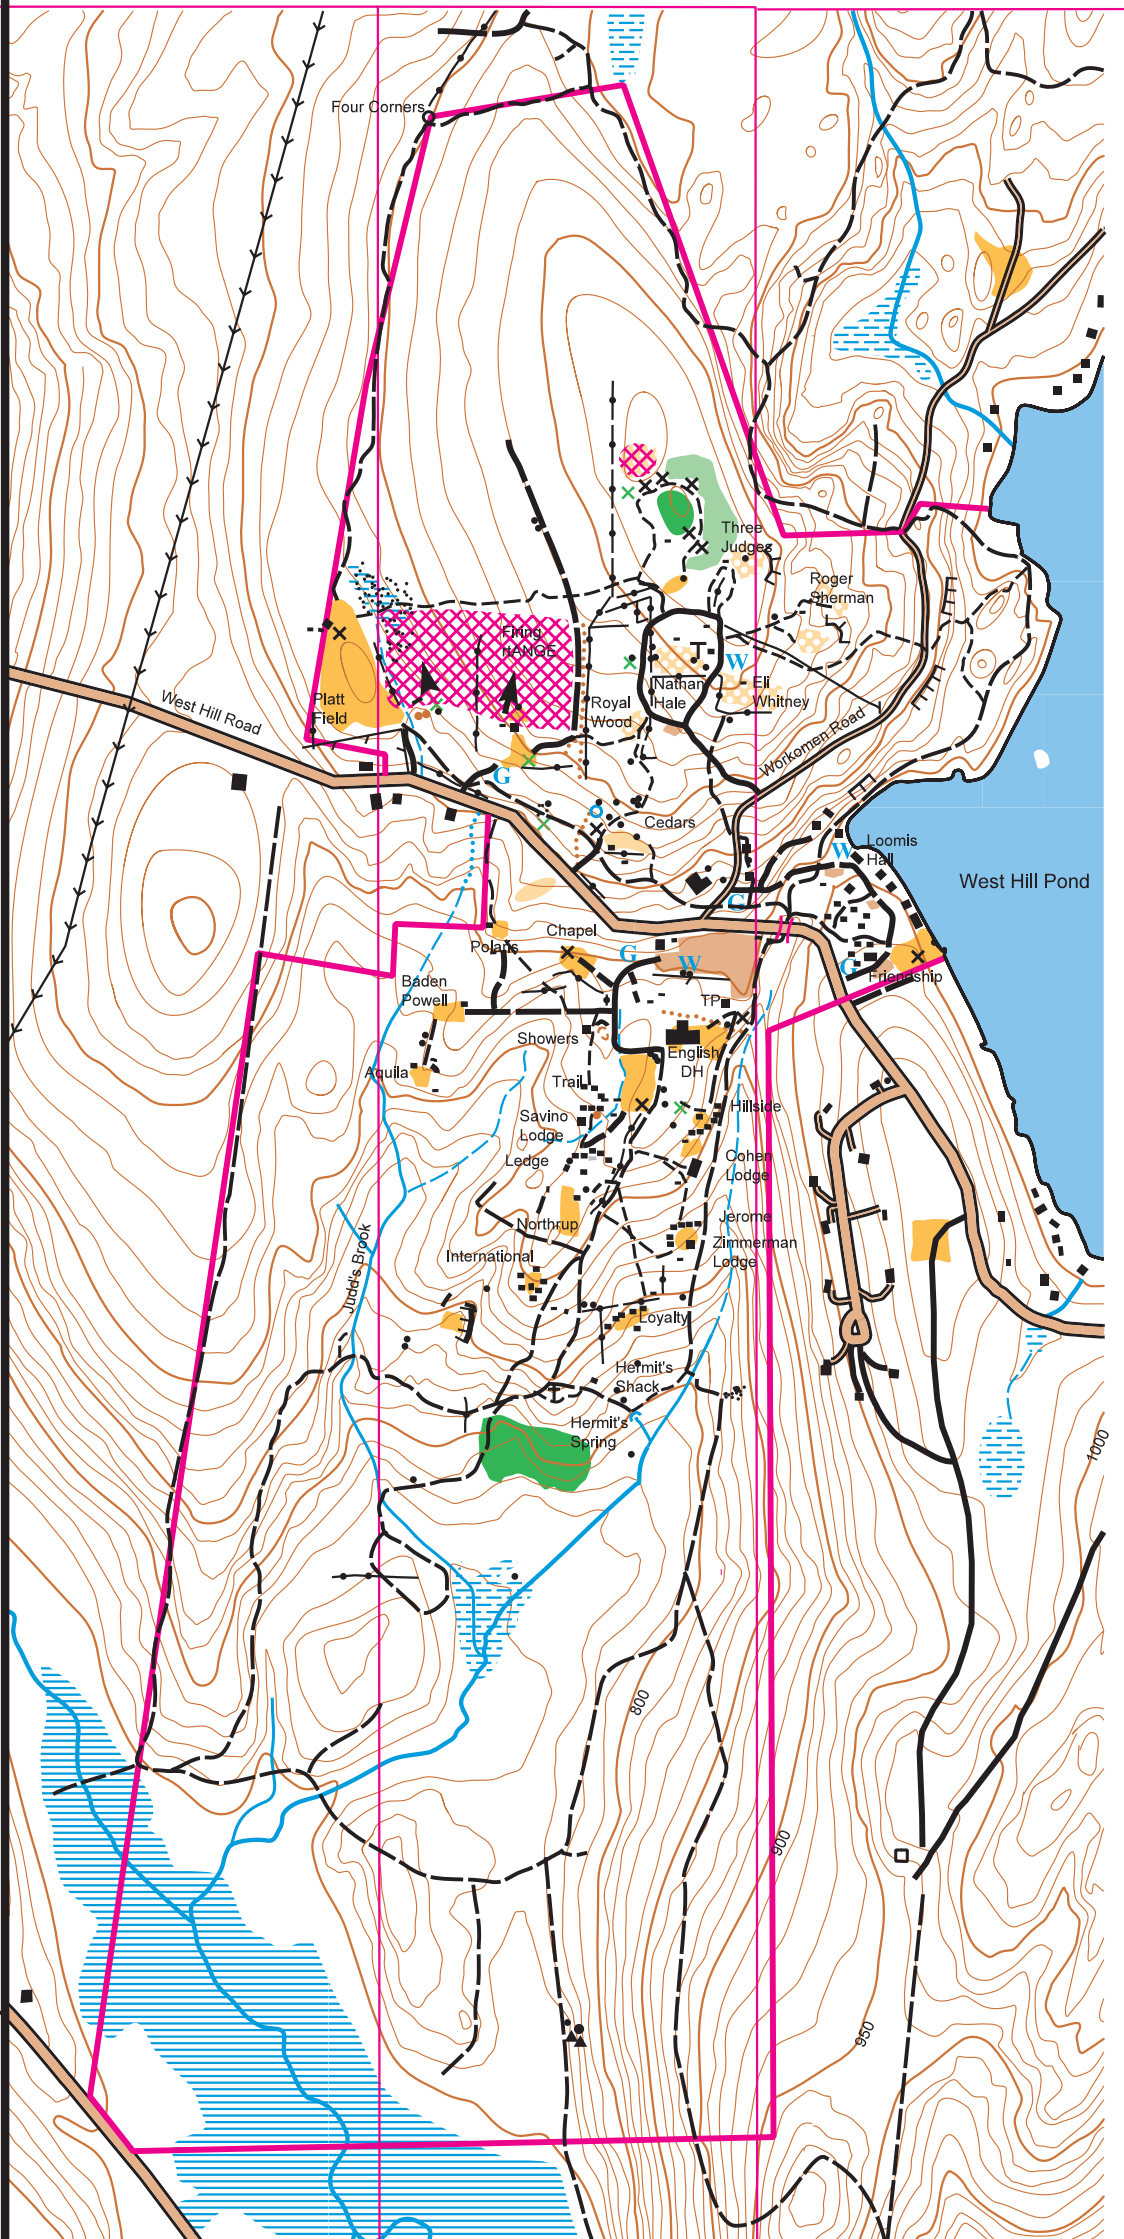 Four Corners
Three
Judges
Roger
Sherman
Firing
RANGE
W
Nathan
Hale
Eli
Whitney
Platt
Field
Royal
Wood
West Hill Road
Workomen Road
G
Cedars
W
Loomis
Hall
West Hill Pond
G
Chapel
Polaris
G
W
G
Friendship
Baden
Powell
TP
Showers
English
DH
Aquila
Trail
Savino
Lodge
Hillside
Ledge
Cohen
Lodge
Northrup
Jerome
Zimmerman
Lodge
International
Judd's Brook
Loyalty
Hermit's
Shack
Hermit's
Spring
1000
800
900
950